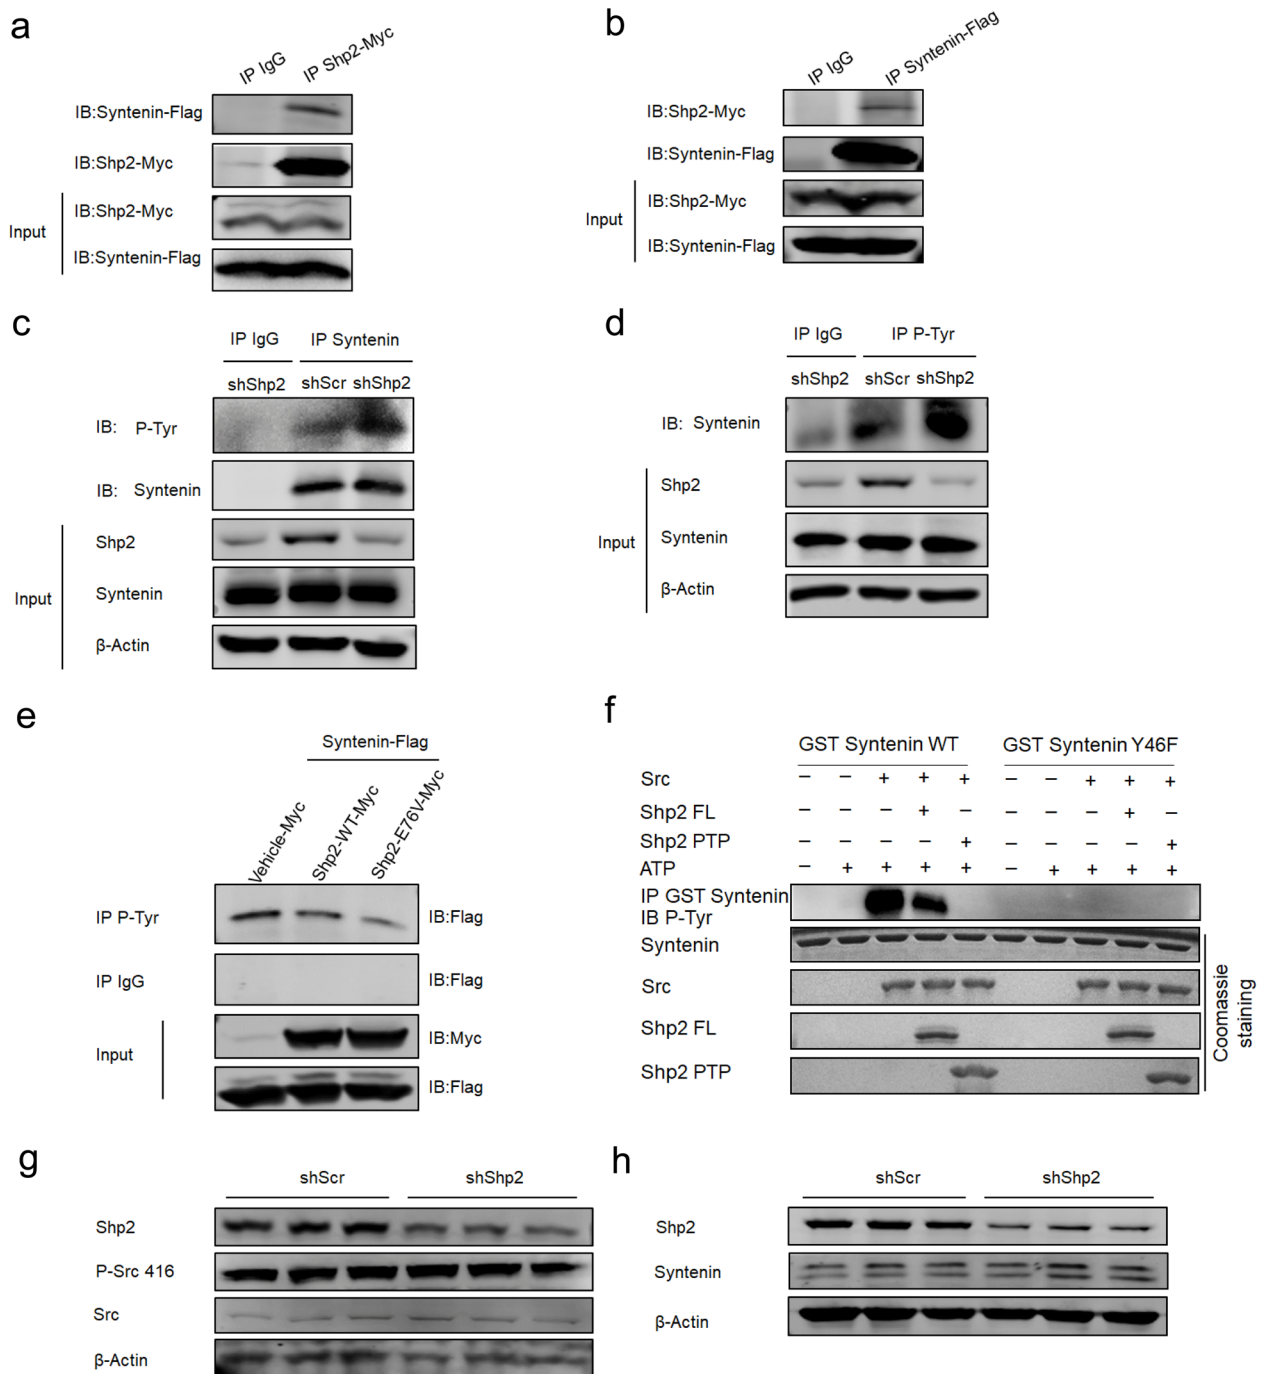 a
IP IgG
IP Shp2-Myc
IB:Syntenin-Flag
IB:Shp2-Myc
IB:Shp2-Myc
Input
IB:Syntenin-Flag
b
IP IgG
IP Syntenin-Flag
IB:Shp2-Myc
IB:Syntenin-Flag
IB:Shp2-Myc
Input
IB:Syntenin-Flag
c
IP IgG IP Syntenin
shShp2 shScr shShp2
IB: P-Tyr
IB: Syntenin
Shp2
Input
Syntenin
β-Actin
d
IP IgG IP P-Tyr
shShp2 shScr shShp2
IB: Syntenin
Shp2
Input
Syntenin
β-Actin
e
Syntenin-Flag
Vehicle-Myc
Shp2-WT-Myc
Shp2-E76V-Myc
IP P-Tyr IB:Flag
IP IgG IB:Flag
Input
IB:Myc
IB:Flag
f
GST Syntenin WT GST Syntenin Y46F
Src − − + + + − − + + +
Shp2 FL − − − + − − − − + −
Shp2 PTP − − − − + − − − − +
ATP − + + + + − + + + +
IP GST Syntenin
IB P-Tyr
Syntenin
Src
Shp2 FL
Shp2 PTP
Coomassie
staining
g
shScr shShp2
Shp2
P-Src 416
Src
β-Actin
h
shScr shShp2
Shp2
Syntenin
β-Actin